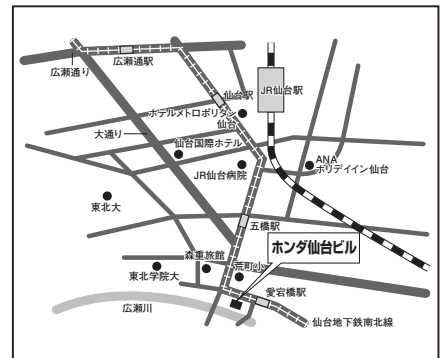 広瀬通り
広瀬通駅
仙台駅
JR仙台駅
ホテルメトロポリタン
仙台
大通り
仙台国際ホテル
JR仙台病院
ANA
ホリデイイン仙台
東北大
五橋駅
ホンダ仙台ビル
森重旅館
荒町小
東北学院大
愛宕橋駅
広瀬川
仙台地下鉄南北線